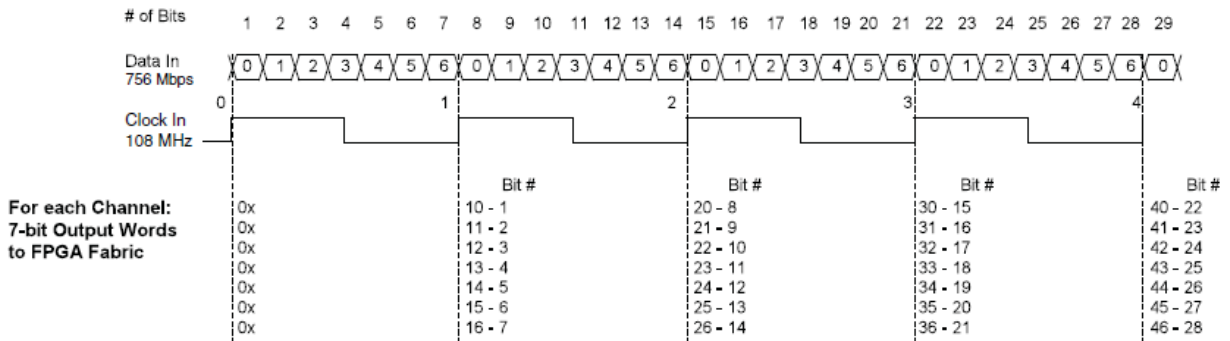 # of Bits 1 2 3 4 5 6 7 8 9 10 11 12 13 14 15 16 17 18 19 20 21 22 23 24 25 26 27 28 29
Data In 0 1 2 3 4 5 6 0 1 2 3 4 5 6 0 1 2 3 4 5 6 0 1 2 3 4 5 6 0
756 Mbps
0 1 2 3 4
Clock In
108 MHz
Bit # Bit # Bit # Bit #
For each Channel: 0x 10 - 1 20 - 8 30 - 15 40 - 22
7-bit Output Words 0x 11 - 2 21 - 9 31 - 16 41 - 23
to FPGA Fabric 0x 12 - 3 22 - 10 32 - 17 42 - 24
0x 13 - 4 23 - 11 33 - 18 43 - 25
0x 14 - 5 24 - 12 34 - 19 44 - 26
0x 15 - 6 25 - 13 35 - 20 45 - 27
0x 16 - 7 26 - 14 36 - 21 46 - 28